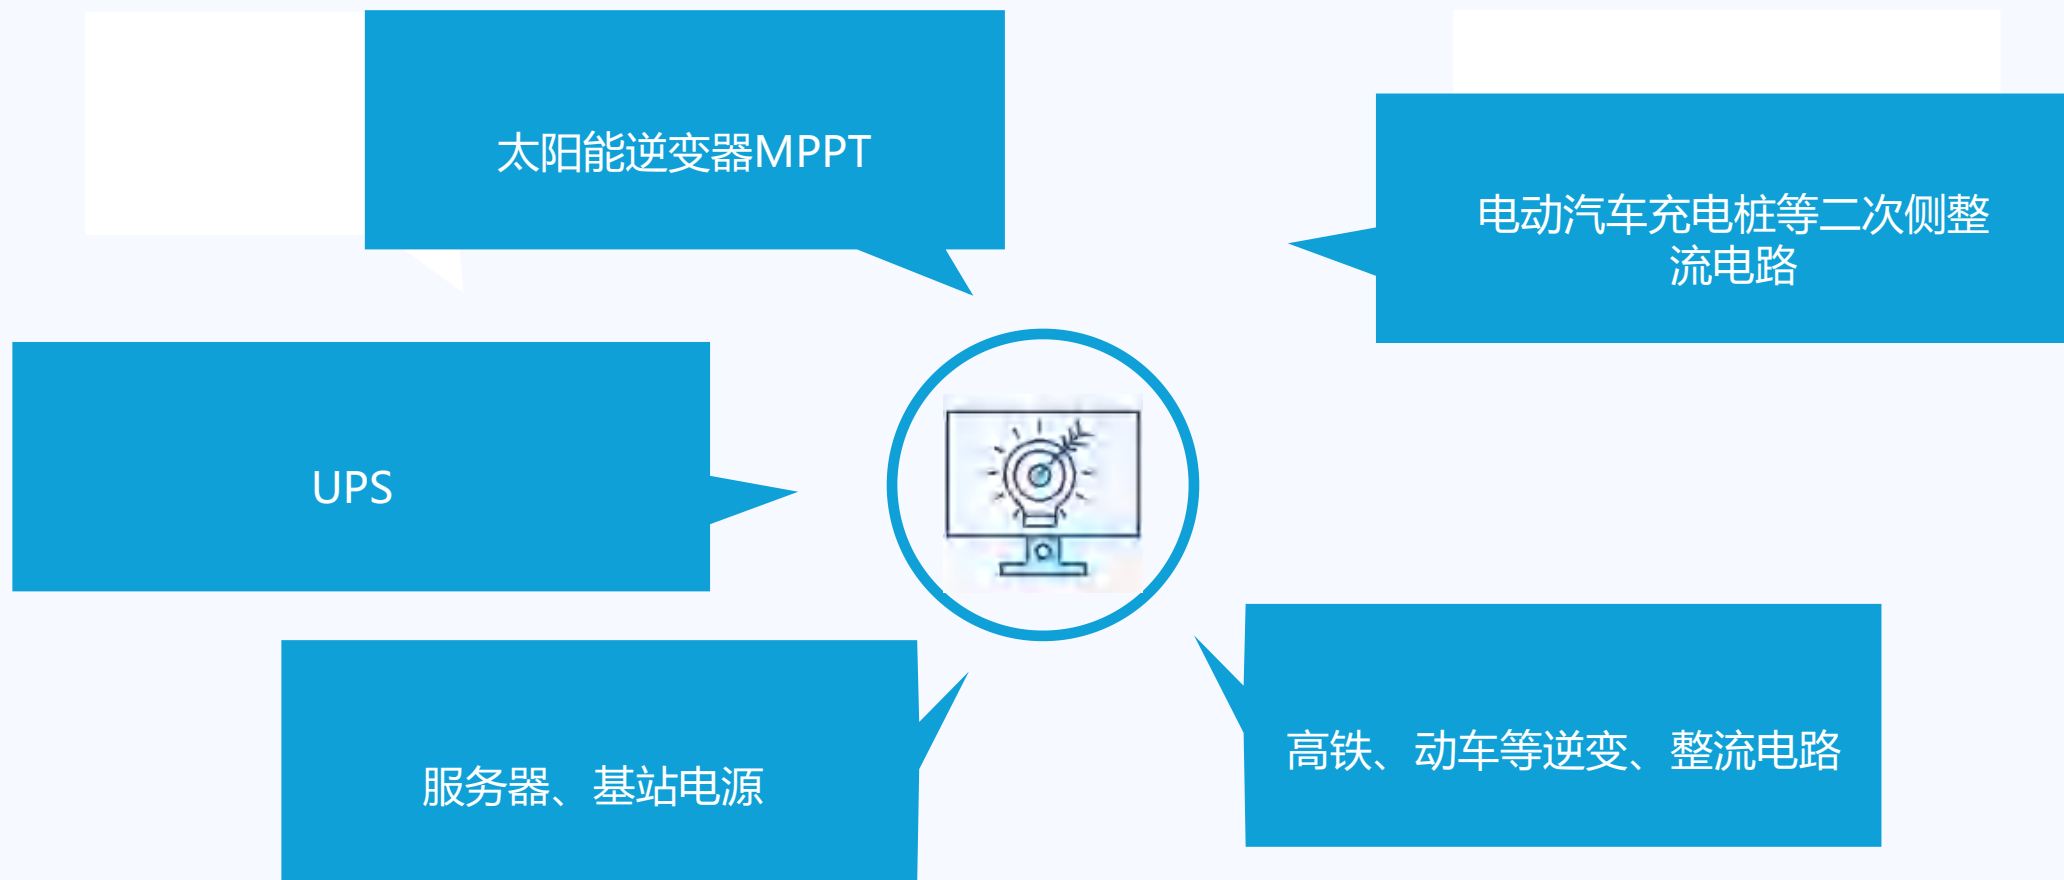 太阳能逆变器MPPT
电动汽车充电桩等二次侧整
流电路
UPS
高铁、动车等逆变、整流电路
服务器、基站电源